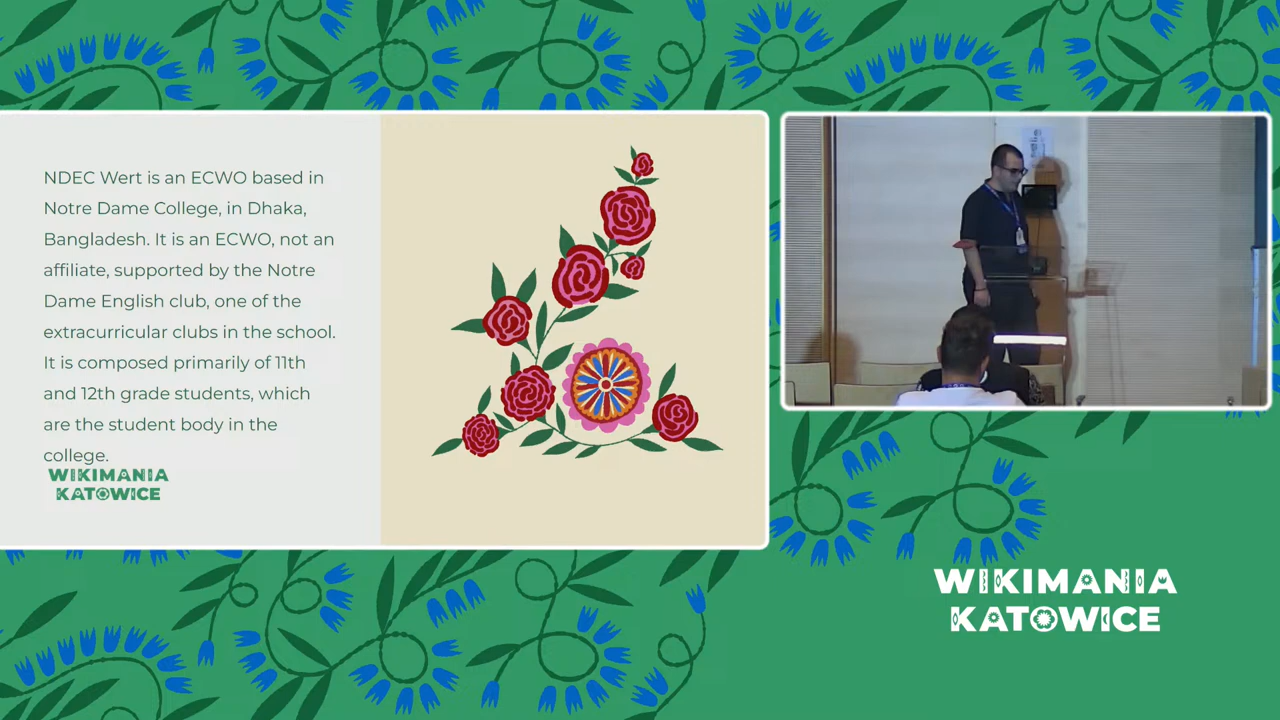 NDEC Wert is an ECWO based in
Notre Dame College, in Dhaka,
Bangladesh. It is an ECWO, not an
affiliate, supported by the Notre
Dame English club, one of the
extracurricular clubs in the school.
It is composed primarily of 11th
and 12th grade students, which
are the student body in the
college.
WIKIMANIA
KATOWICE
WIKIMANIA
KATOWICE